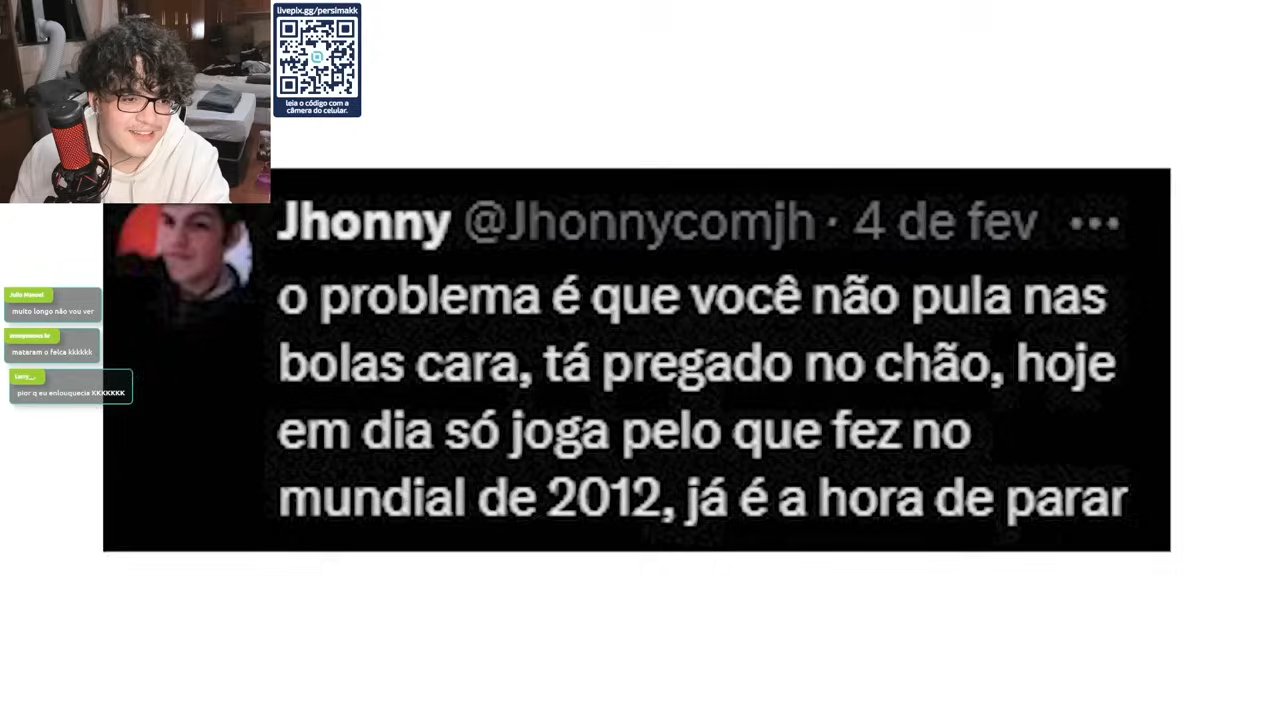 livepix.gg/persimakk
leia o código com a
câmera do celular.
Jhonny @Jhonnycomjh · 4 de fev ...
o problema é que você não pula nas
bolas cara, tá pregado no chão, hoje
em dia só joga pelo que fez no
mundial de 2012, já é a hora de parar
muito longo não vou ver
mataram o felca kkkkkk
pior q eu enlouquecia KKKKKKK